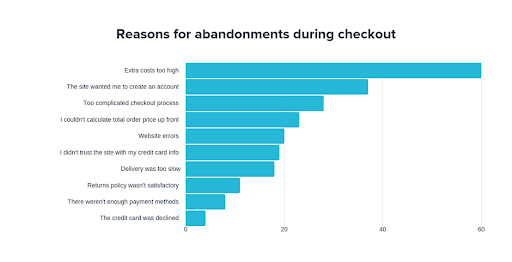 Reasons for abandonments during checkout
Extra costs too high
The site wanted me to create an account
Too complicated checkout process
I couldn't calculate total order price up front
Website errors
I didn't trust the site with my credit card info
Delivery was too slow
Returns policy wasn't satisfactory
There weren't enough payment methods
The credit card was declined
0 20 40 60